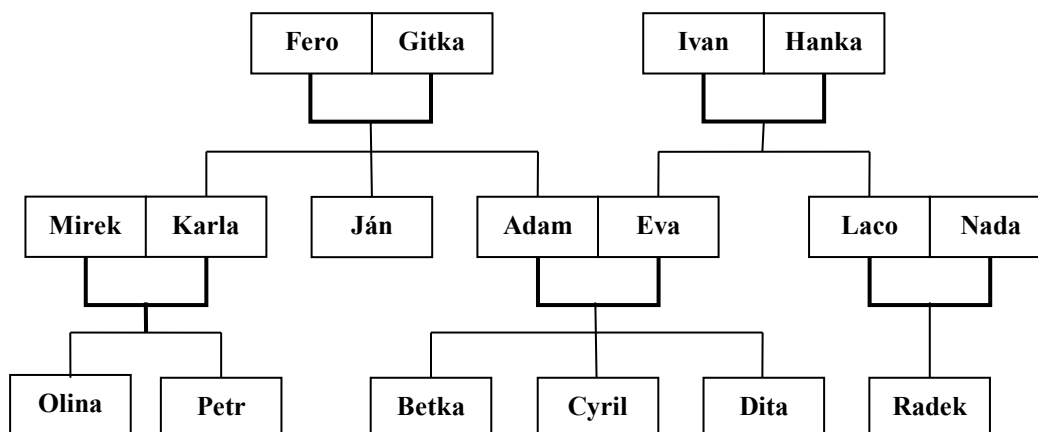 Fero Gitka Ivan Hanka
Mirek Karla Ján Adam Eva Laco Nada
Olina Petr Betka Cyril Dita Radek